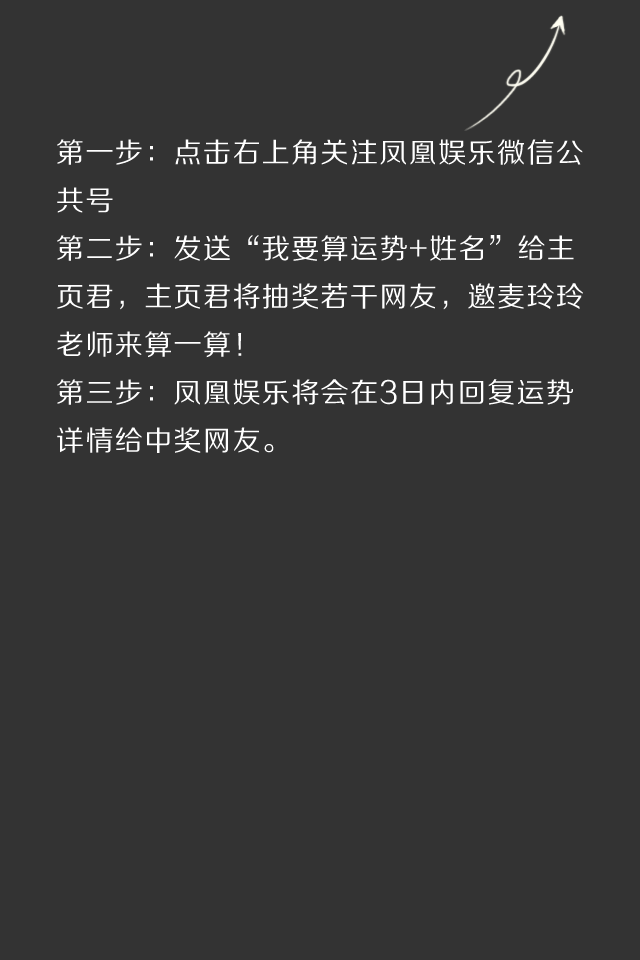 第一步：点击右上角关注凤凰娱乐微信公
共号
第二步：发送“我要算运势+姓名”给主
页君，主页君将抽奖若干网友，邀麦玲玲
老师来算一算！
第三步：凤凰娱乐将会在3日内回复运势
详情给中奖网友。